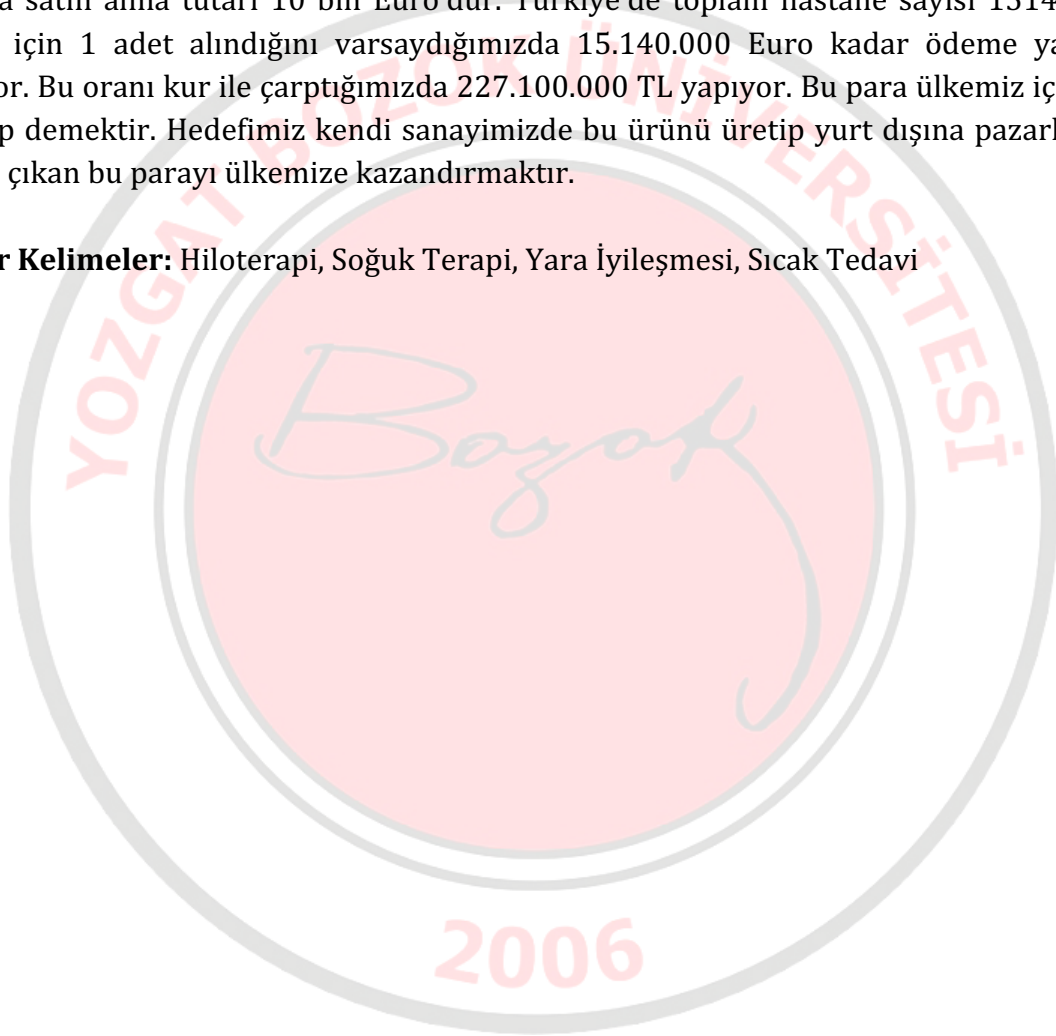 a satın alma tutarı 10 bin Euro'dur. Türkiye'de toplam hastane sayısı 1514
için 1 adet alındığını varsaydığımızda 15.140.000 Euro kadar ödeme ya
or. Bu oranı kur ile çarptığımızda 227.100.000 TL yapıyor. Bu para ülkemiz iç
p demektir. Hedefimiz kendi sanayimizde bu ürünü üretip yurt dışına pazarl
çıkan bu parayı ülkemize kazandırmaktır.
r Kelimeler: Hiloterapi, Soğuk Terapi, Yara İyileşmesi, Sıcak Tedavi
YOZGAT BOZOK ÜNİVERSİTESİ
Bozok
2006